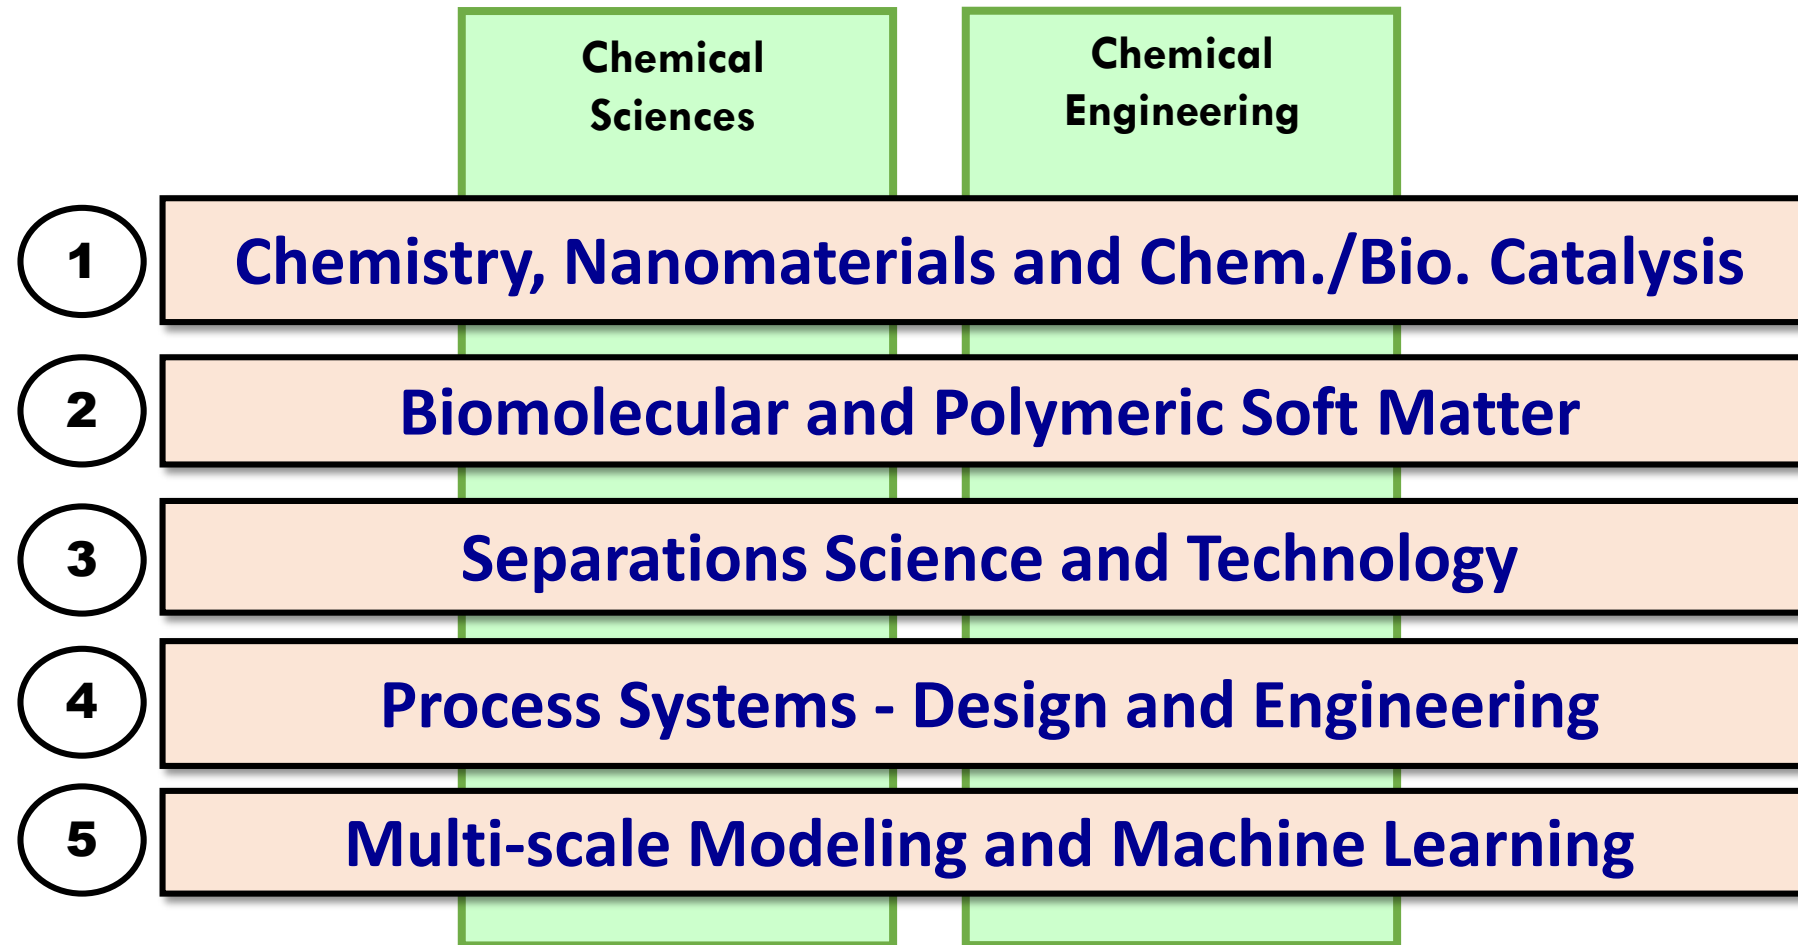 Chemical
Sciences
Chemical
Engineering
1
Chemistry, Nanomaterials and Chem./Bio. Catalysis
2
Biomolecular and Polymeric Soft Matter
3
Separations Science and Technology
4
Process Systems - Design and Engineering
5
Multi-scale Modeling and Machine Learning